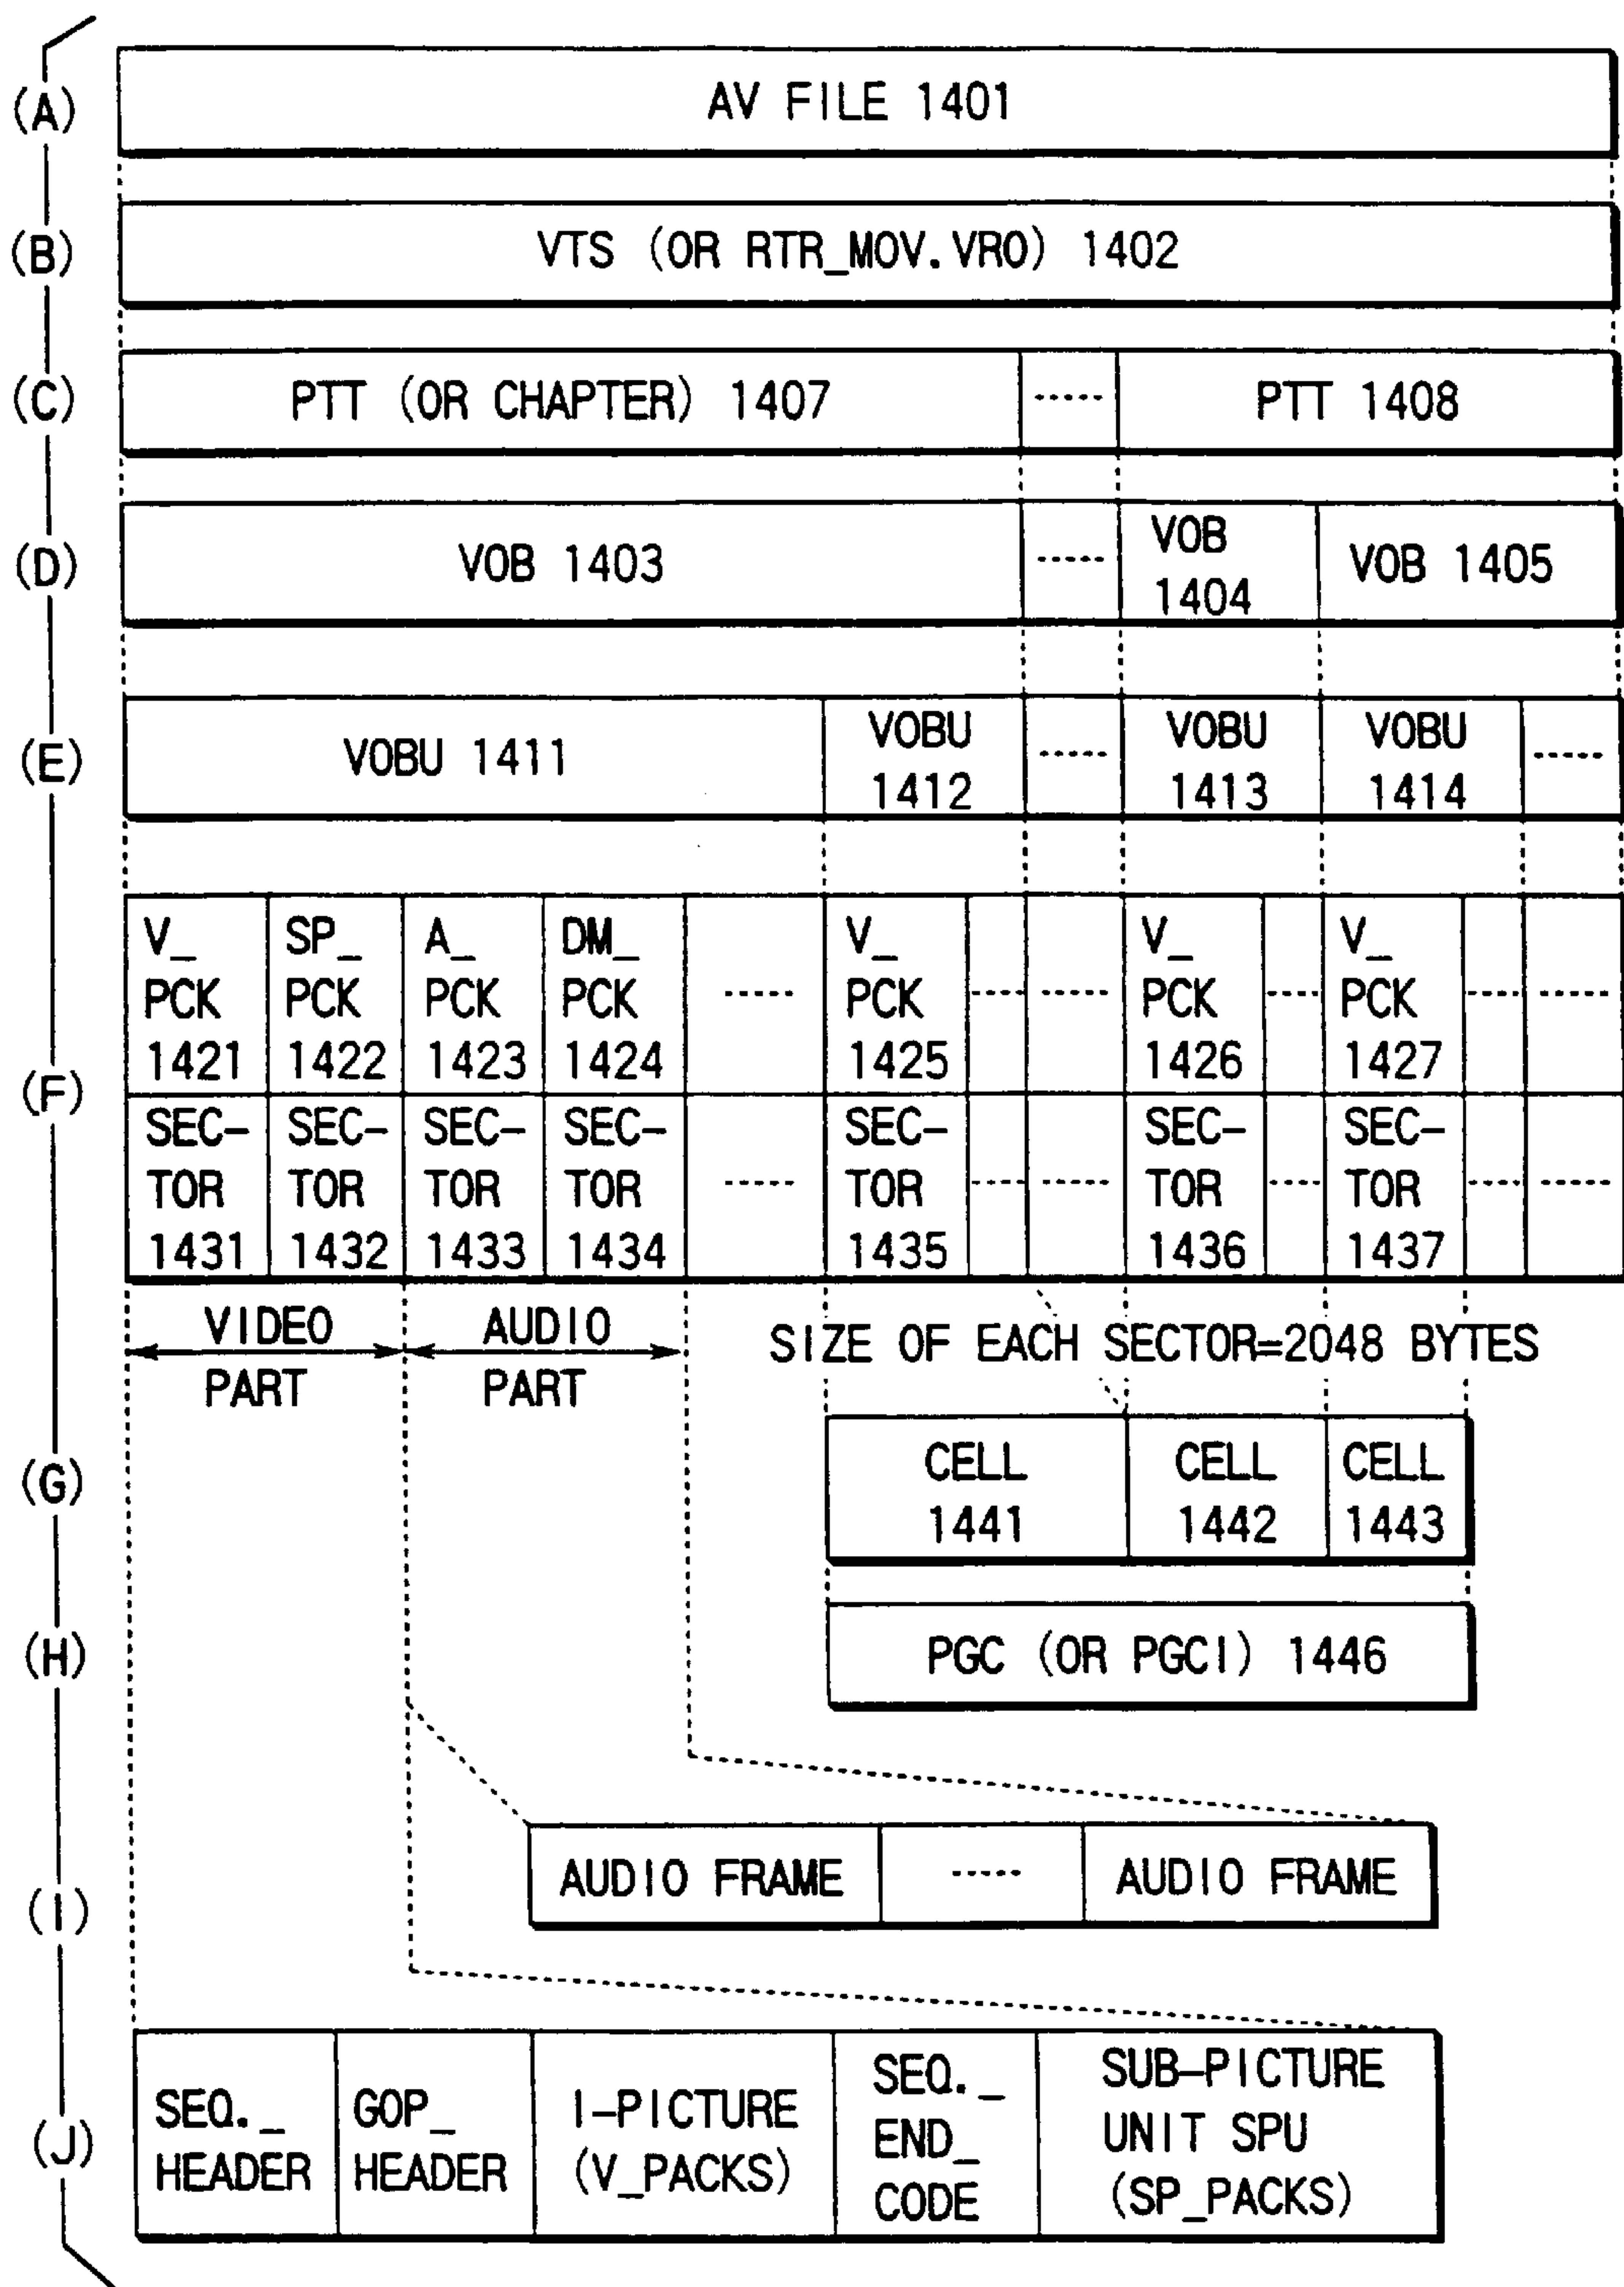 (A)
AV FILE 1401
(B)
VTS (OR RTR_MOV.VRO) 1402
(C)
PTT (OR CHAPTER) 1407
PTT 1408
(D)
VOB 1403
VOB
1404
VOB 1405
(E)
VOBU 1411
VOBU
1412
VOBU
1413
VOBU
1414
(F)
V_
PCK
1421
SP_
PCK
1422
A_
PCK
1423
DM_
PCK
1424
V_
PCK
1425
V_
PCK
1426
V_
PCK
1427
SEC-
TOR
1431
SEC-
TOR
1432
SEC-
TOR
1433
SEC-
TOR
1434
SEC-
TOR
1435
SEC-
TOR
1436
SEC-
TOR
1437
VIDEO
PART
AUDIO
PART
SIZE OF EACH SECTOR=2048 BYTES
(G)
CELL
1441
CELL
1442
CELL
1443
(H)
PGC (OR PGCI) 1446
(I)
AUDIO FRAME
AUDIO FRAME
(J)
SEQ._
HEADER
GOP_
HEADER
I-PICTURE
(V_PACKS)
SEQ._
END_
CODE
SUB-PICTURE
UNIT SPU
(SP_PACKS)